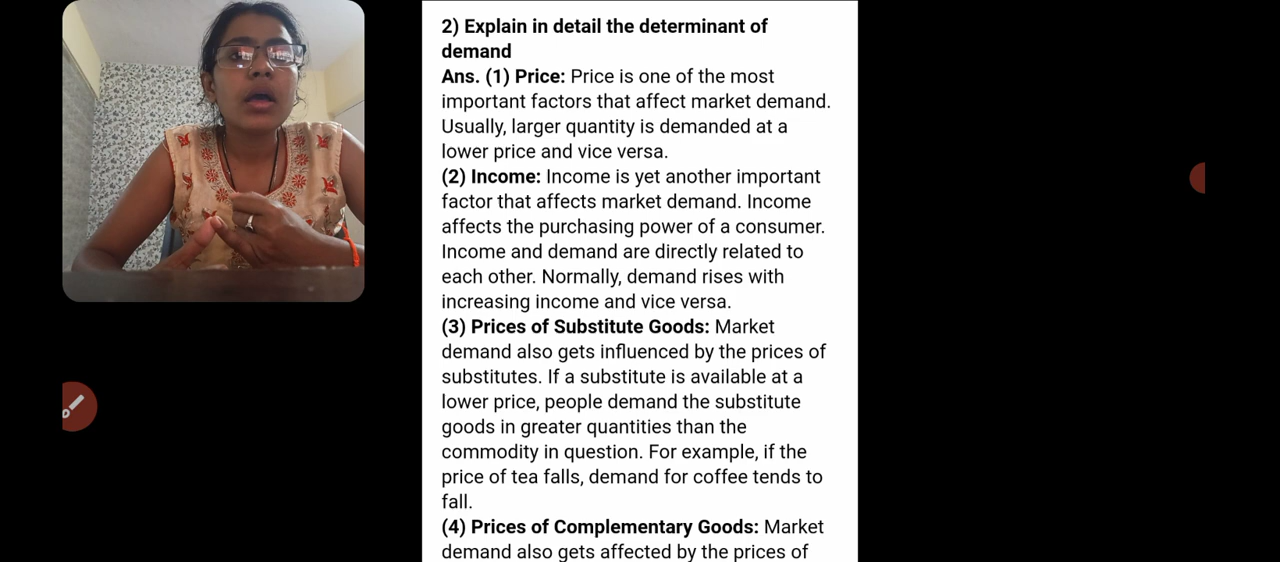 2) Explain in detail the determinant of
demand
Ans. (1) Price: Price is one of the most
important factors that affect market demand.
Usually, larger quantity is demanded at a
lower price and vice versa.
(2) Income: Income is yet another important
factor that affects market demand. Income
affects the purchasing power of a consumer.
Income and demand are directly related to
each other. Normally, demand rises with
increasing income and vice versa.
(3) Prices of Substitute Goods: Market
demand also gets influenced by the prices of
substitutes. If a substitute is available at a
lower price, people demand the substitute
goods in greater quantities than the
commodity in question. For example, if the
price of tea falls, demand for coffee tends to
fall.
(4) Prices of Complementary Goods: Market
demand also gets affected by the prices of